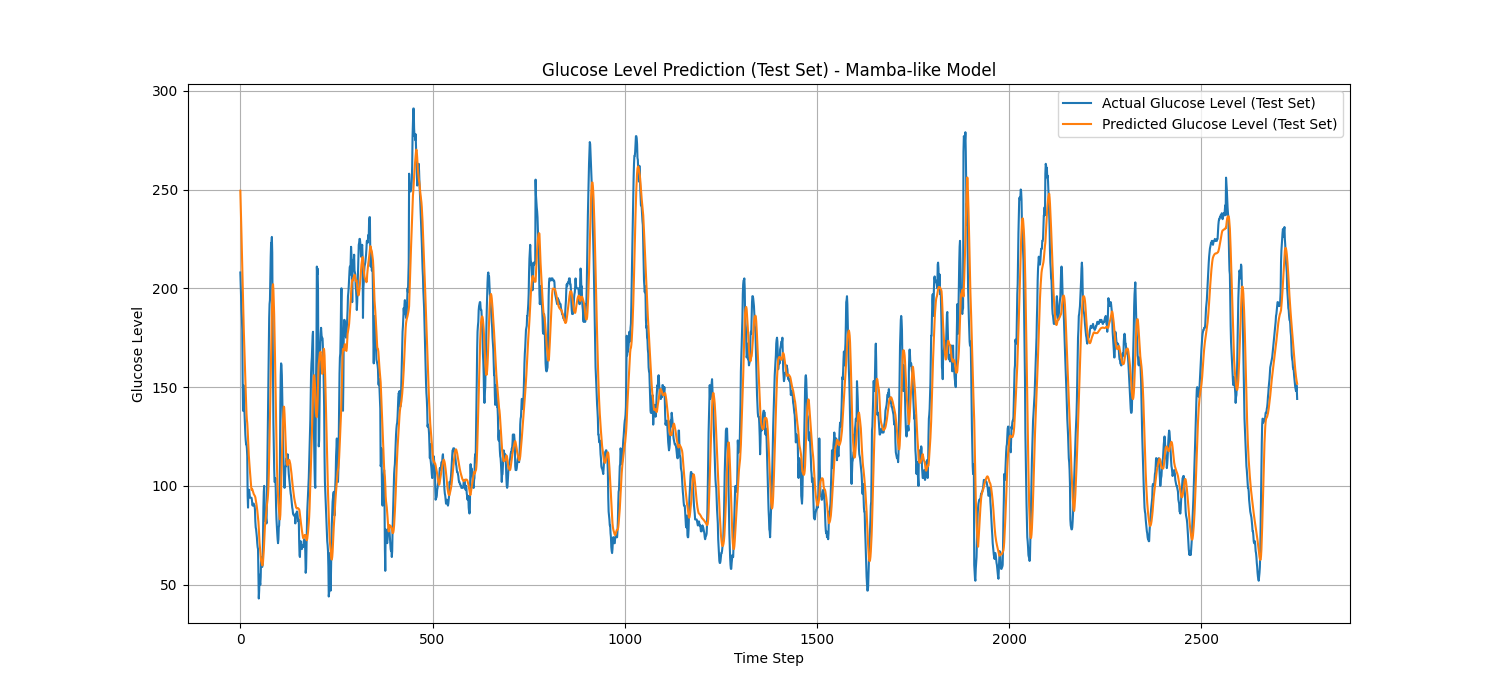 Glucose Level Prediction (Test Set) - Mamba-like Model
Actual Glucose Level (Test Set)
Predicted Glucose Level (Test Set)
300
250
200
150
100
50
Glucose Level
0
500
1000
1500
2000
2500
Time Step